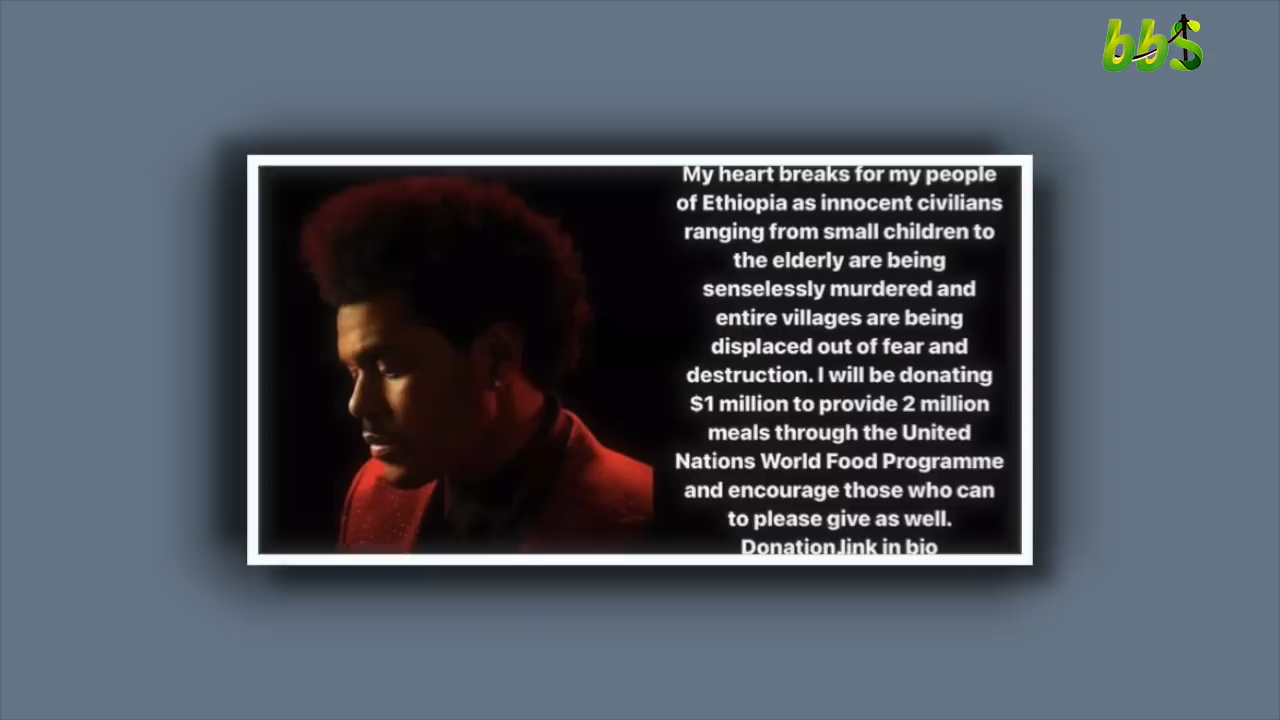 bbS
My heart breaks for my people
of Ethiopia as innocent civilians
ranging from small children to
the elderly are being
senselessly murdered and
entire villages are being
displaced out of fear and
destruction. I will be donating
$1 million to provide 2 million
meals through the United
Nations World Food Programme
and encourage those who can
to please give as well.
Donation link in bio